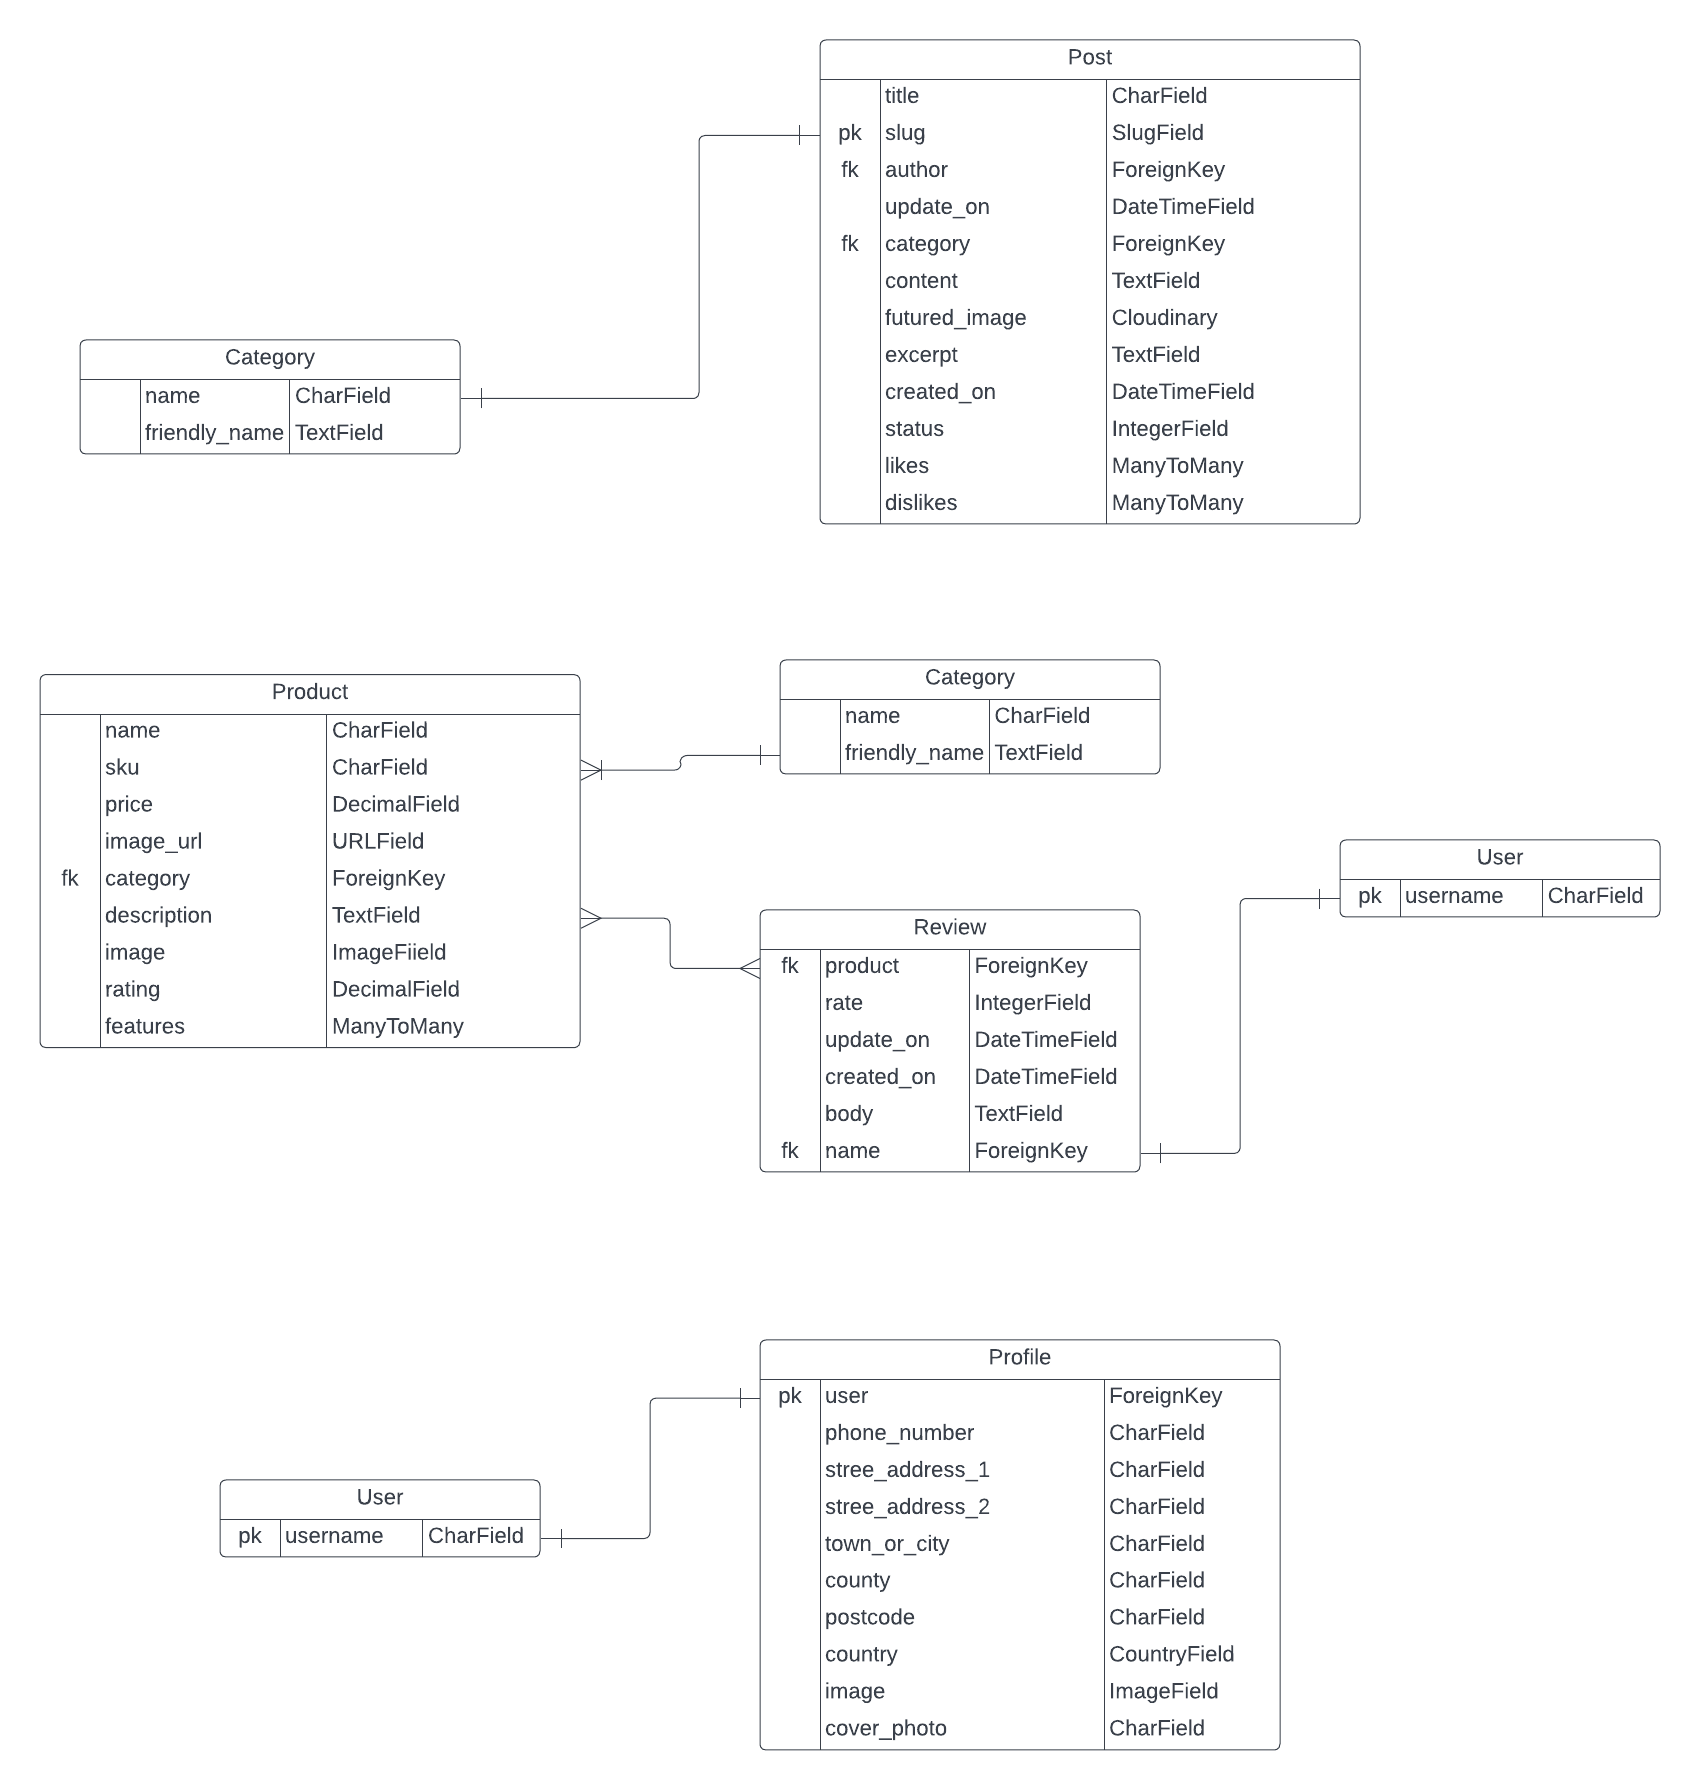 Post
title CharField
pk slug SlugField
fk author ForeignKey
update_on DateTimeField
fk category ForeignKey
content TextField
futured_image Cloudinary
excerpt TextField
created_on DateTimeField
status IntegerField
likes ManyToMany
dislikes ManyToMany
Category
name CharField
friendly_name TextField
Product
name CharField
sku CharField
price DecimalField
image_url URLField
fk category ForeignKey
description TextField
image ImageFiield
rating DecimalField
features ManyToMany
Category
name CharField
friendly_name TextField
User
pk username CharField
Review
fk product ForeignKey
rate IntegerField
update_on DateTimeField
created_on DateTimeField
body TextField
fk name ForeignKey
Profile
pk user ForeignKey
phone_number CharField
stree_address_1 CharField
stree_address_2 CharField
town_or_city CharField
county CharField
postcode CharField
country CountryField
image ImageField
cover_photo CharField
User
pk username CharField